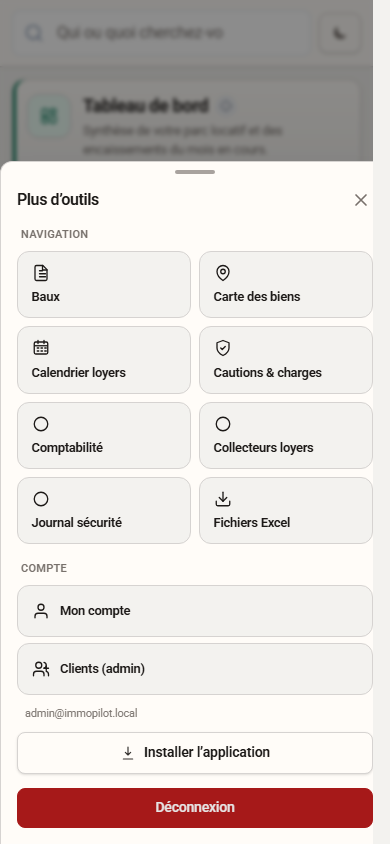 Qui ou quoi cherchez-vo
Tableau de bord
Synthèse de votre parc locatif et des
encaissements du mois en cours
Plus d’outils
NAVIGATION
Baux
Carte des biens
Calendrier loyers
Cautions & charges
Comptabilité
Collecteurs loyers
Journal sécurité
Fichiers Excel
COMPTE
Mon compte
Clients (admin)
admin@immopilot.local
Installer l’application
Déconnexion